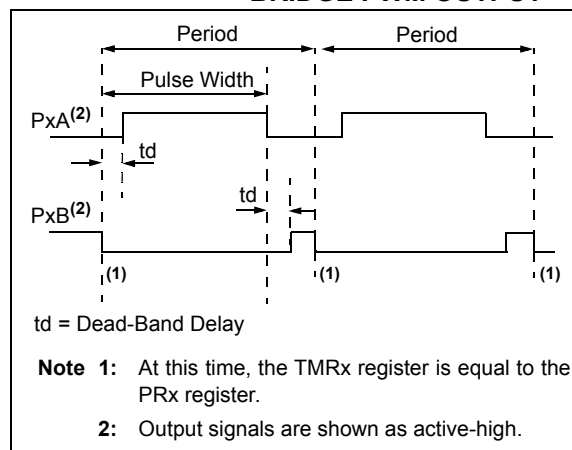 BRIDGE PWM OUTPUT
Period Period
Pulse Width
PxA(2)
td
td
PxB(2)
(1) (1) (1)
td = Dead-Band Delay
Note 1: At this time, the TMRx register is equal to the
PRx register.
2: Output signals are shown as active-high.